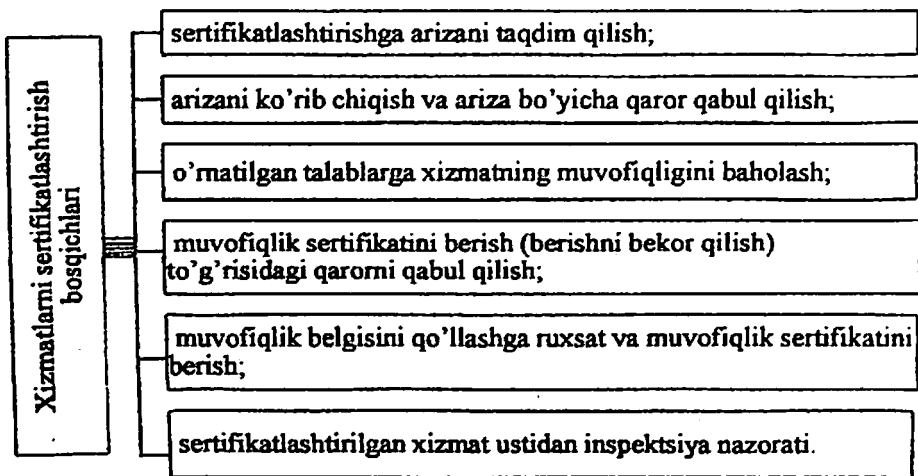 Xizmatlarni sertifikatlashtirish
bosqichlari
sertifikatlashtirishga arizani taqdim qilish;
arizani ko'rib chiqish va ariza bo'yicha qaror qabul qilish;
o'rnatilgan talablarga xizmatning muvofiqligini baholash;
muvofiqlik sertifikatini berish (berishni bekor qilish)
to'g'risidagi qarorni qabul qilish;
muvofiqlik belgisini qo'llashga ruxsat va muvofiqlik sertifikatini
berish;
sertifikatlashtirilgan xizmat ustidan inspektsiya nazorati.